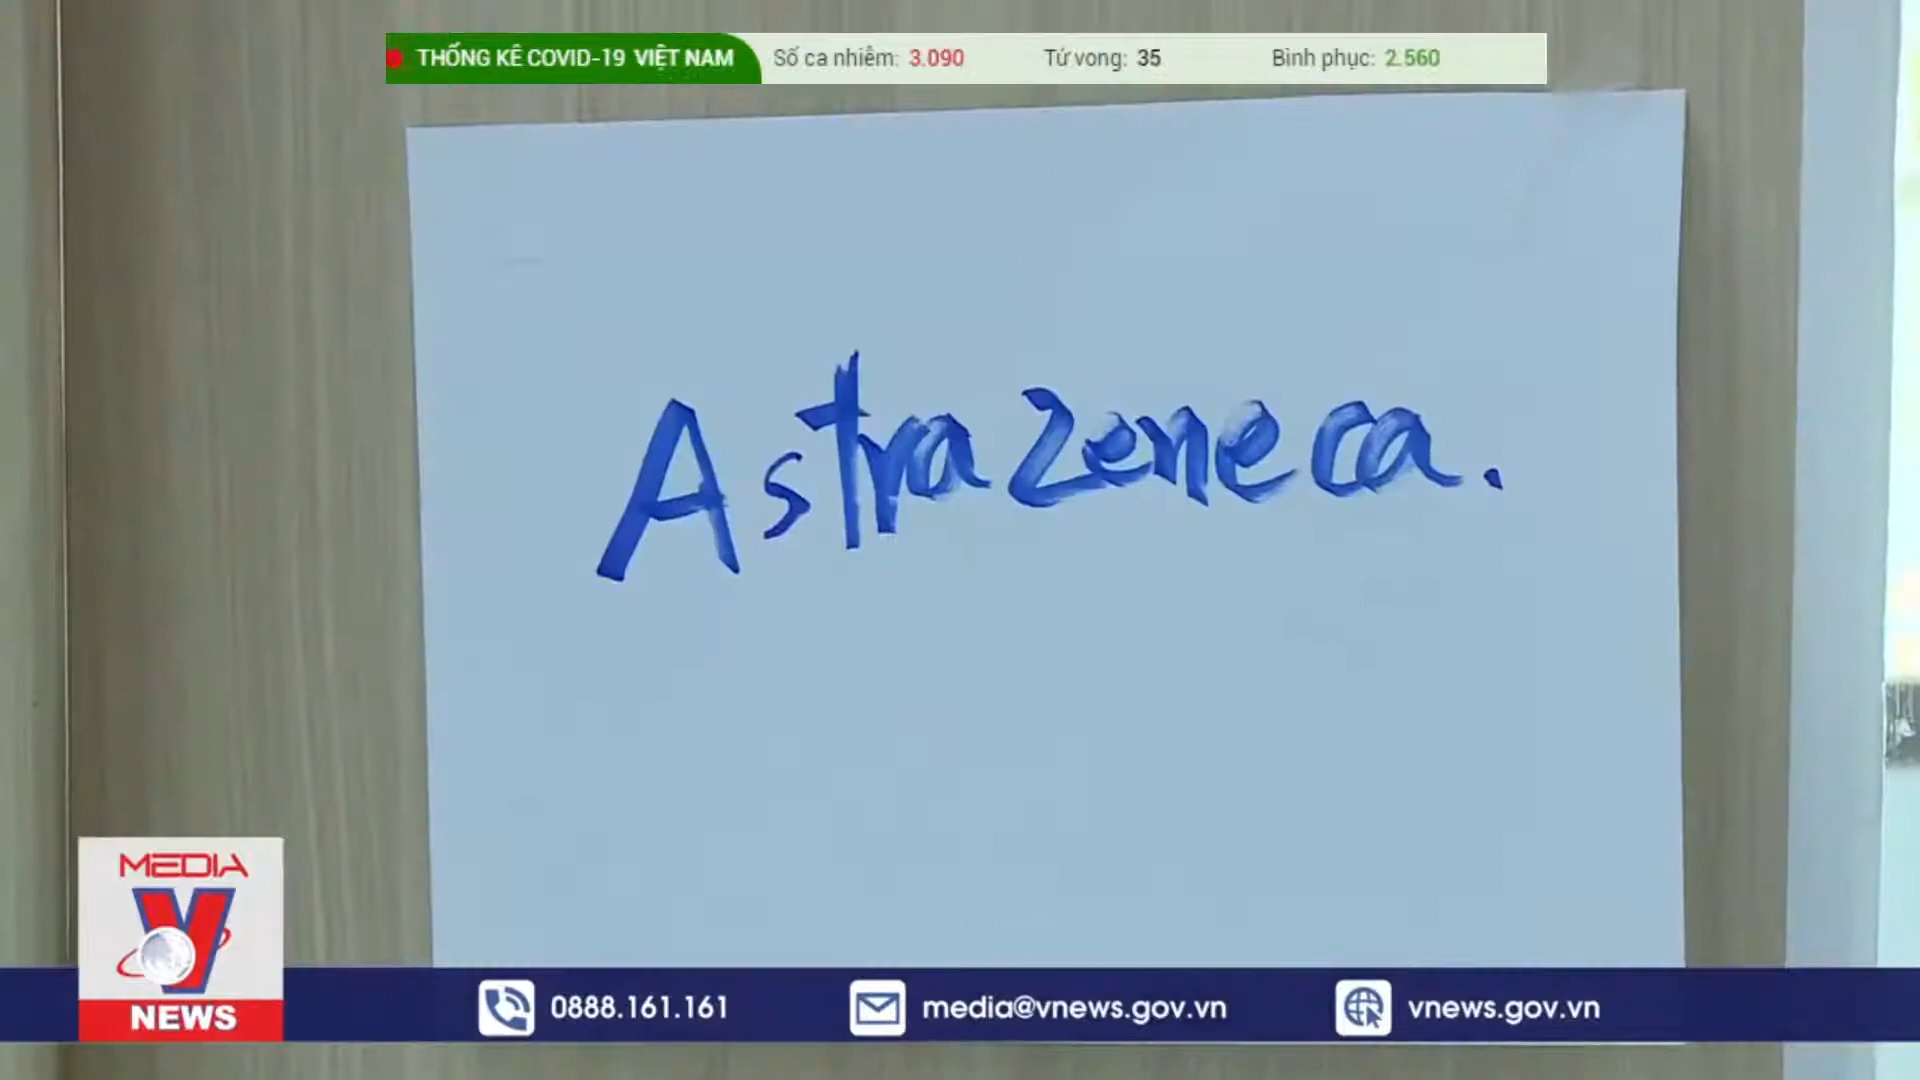 THỐNG KÊ COVID-19 VIỆT NAM Số ca nhiễm: 3.090 Tử vong: 35 Bình phục: 2.560
Astrazeneca.
MEDIA
V
NEWS
0888.161.161 media@vnews.gov.vn vnews.gov.vn